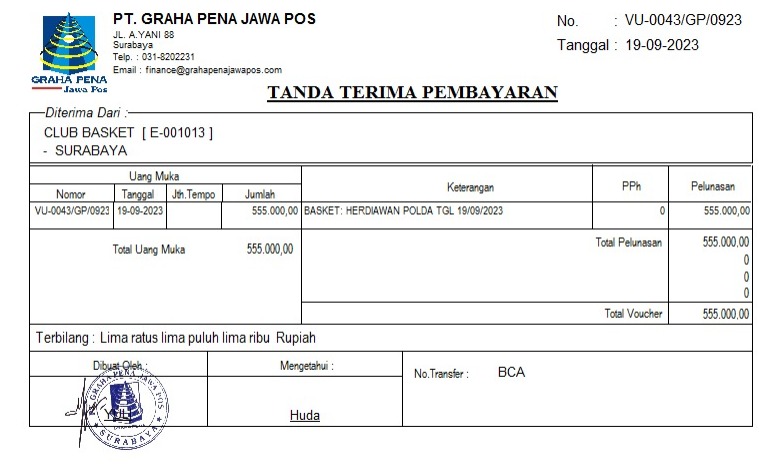 GRAHA PENA
Jawa Pos
PT. GRAHA PENA JAWA POS
JL. A.YANI 88
Surabaya
Telp. : 031-8202231
Email : finance@grahapenajawapos.com
No. : VU-0043/GP/0923
Tanggal : 19-09-2023
TANDA TERIMA PEMBAYARAN
Diterima Dari :
CLUB BASKET [ E-001013 ]
- SURABAYA
Uang Muka Keterangan PPh Pelunasan
Nomor Tanggal Jth.Tempo Jumlah
VU-0043/GP/0923 19-09-2023 555.000,00 BASKET: HERDIAWAN POLDA TGL 19/09/2023 0 555.000,00
Total Uang Muka 555.000,00 Total Pelunasan 555.000.00
0
0
0
Total Voucher 555.000,00
Terbilang : Lima ratus lima puluh lima ribu Rupiah
Dibuat Oleh : Mengetahui : No.Transfer : BCA
PT. GRAHA PENA JAWA POS
SURABAYA
Huda